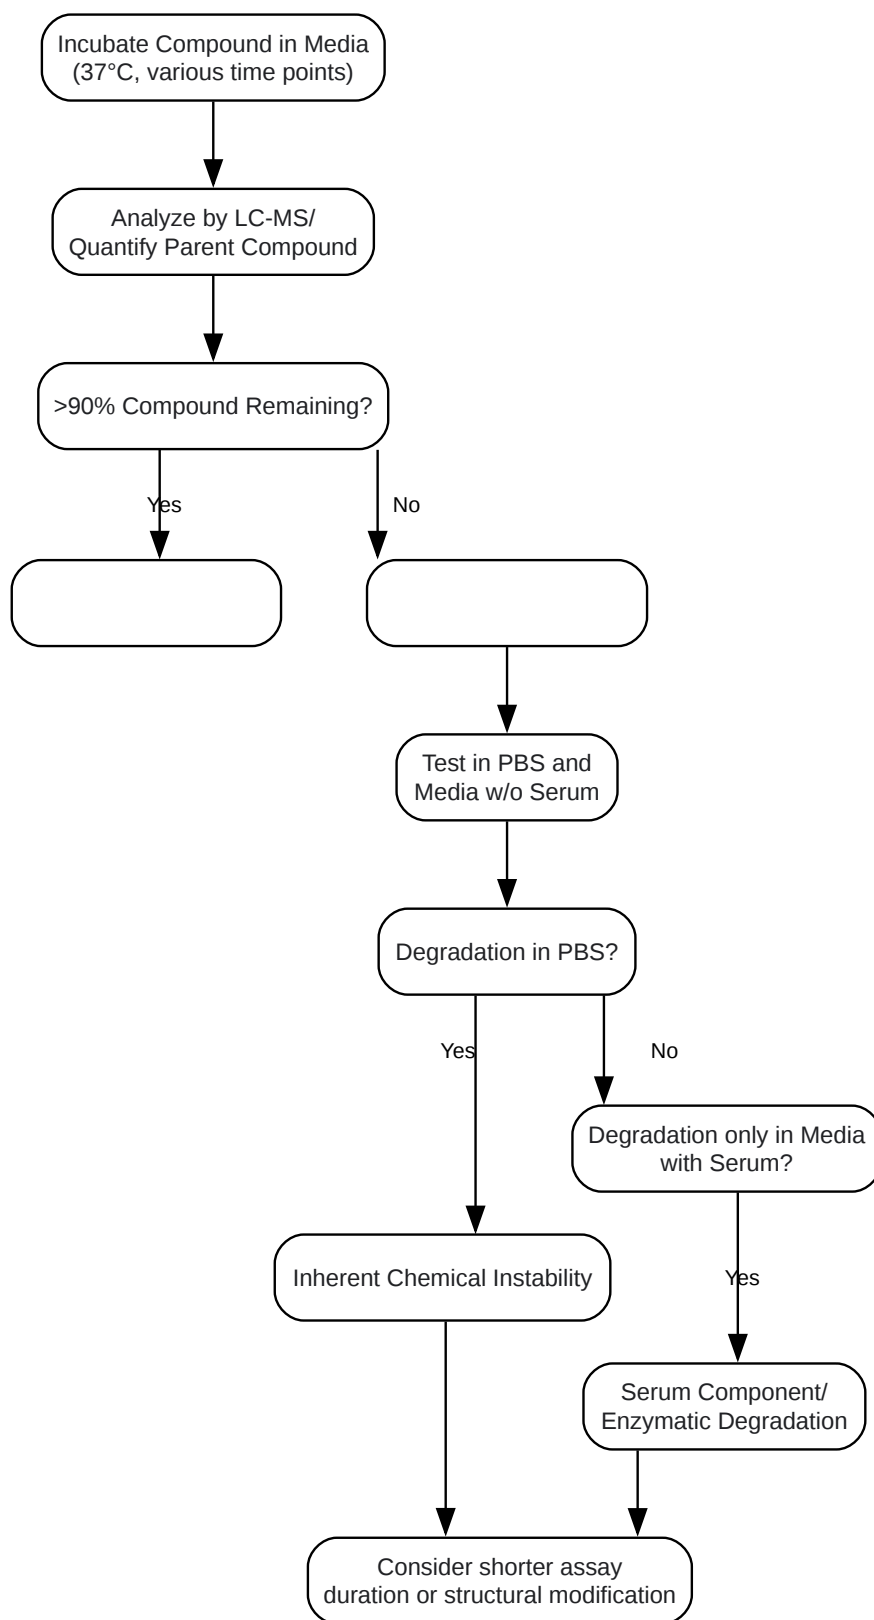 Incubate Compound in Media
(37°C, various time points)
Analyze by LC-MS/
Quantify Parent Compound
>90% Compound Remaining?
Yes
No
Test in PBS and
Media w/o Serum
Degradation in PBS?
Yes
No
Degradation only in Media
with Serum?
Inherent Chemical Instability
Yes
Serum Component/
Enzymatic Degradation
Consider shorter assay
duration or structural modification